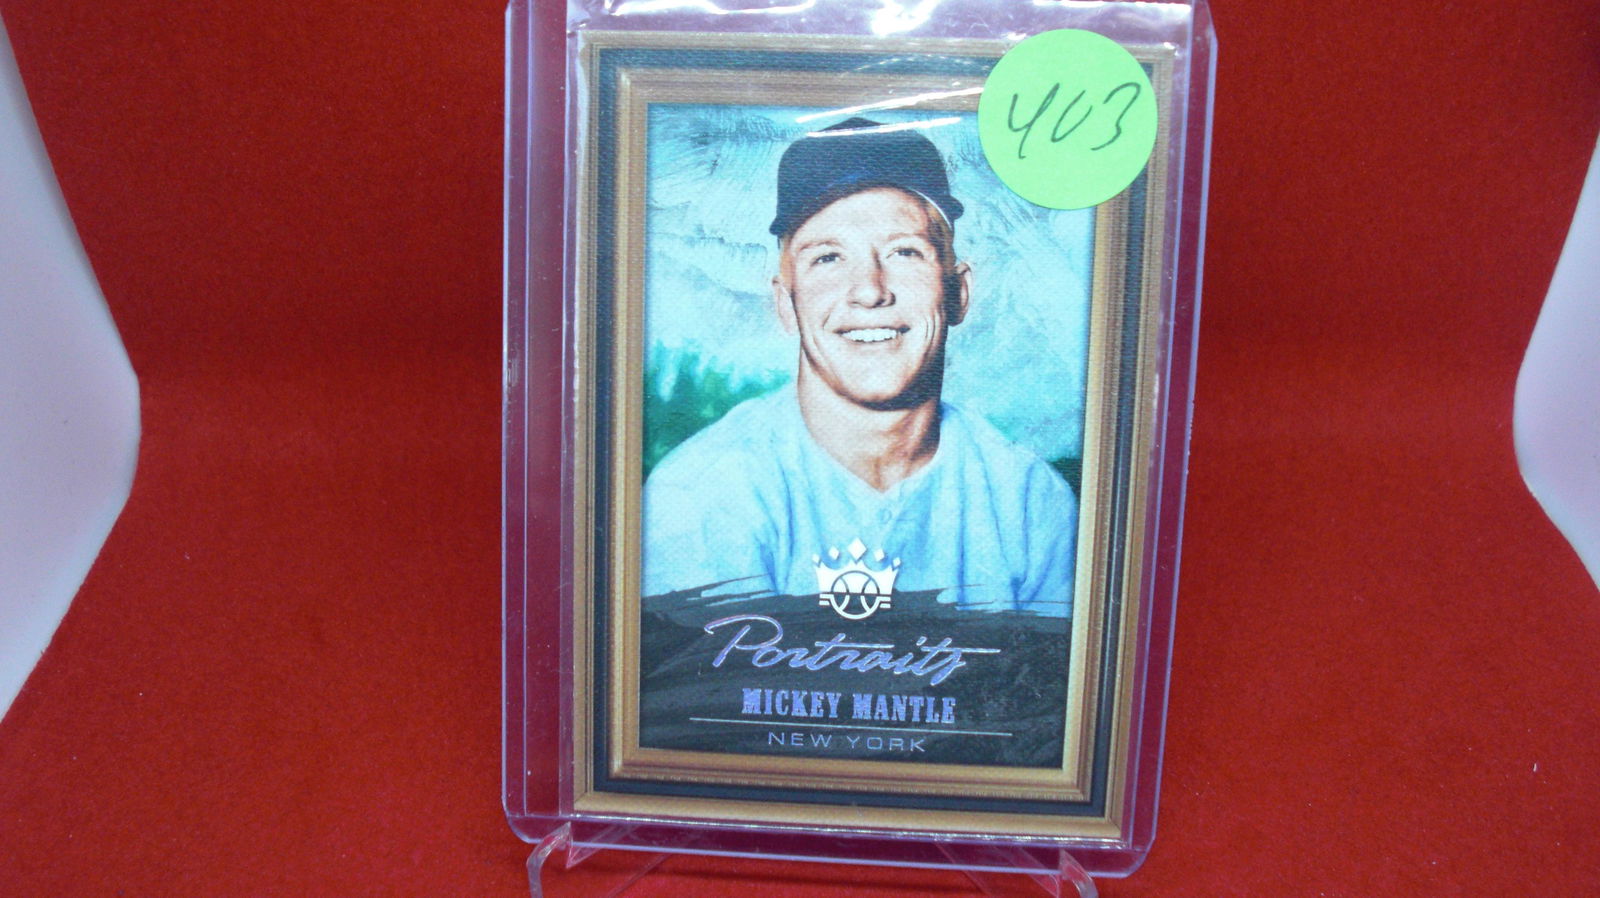 403
Portraits
MICKEY MANTLE
NEW YORK